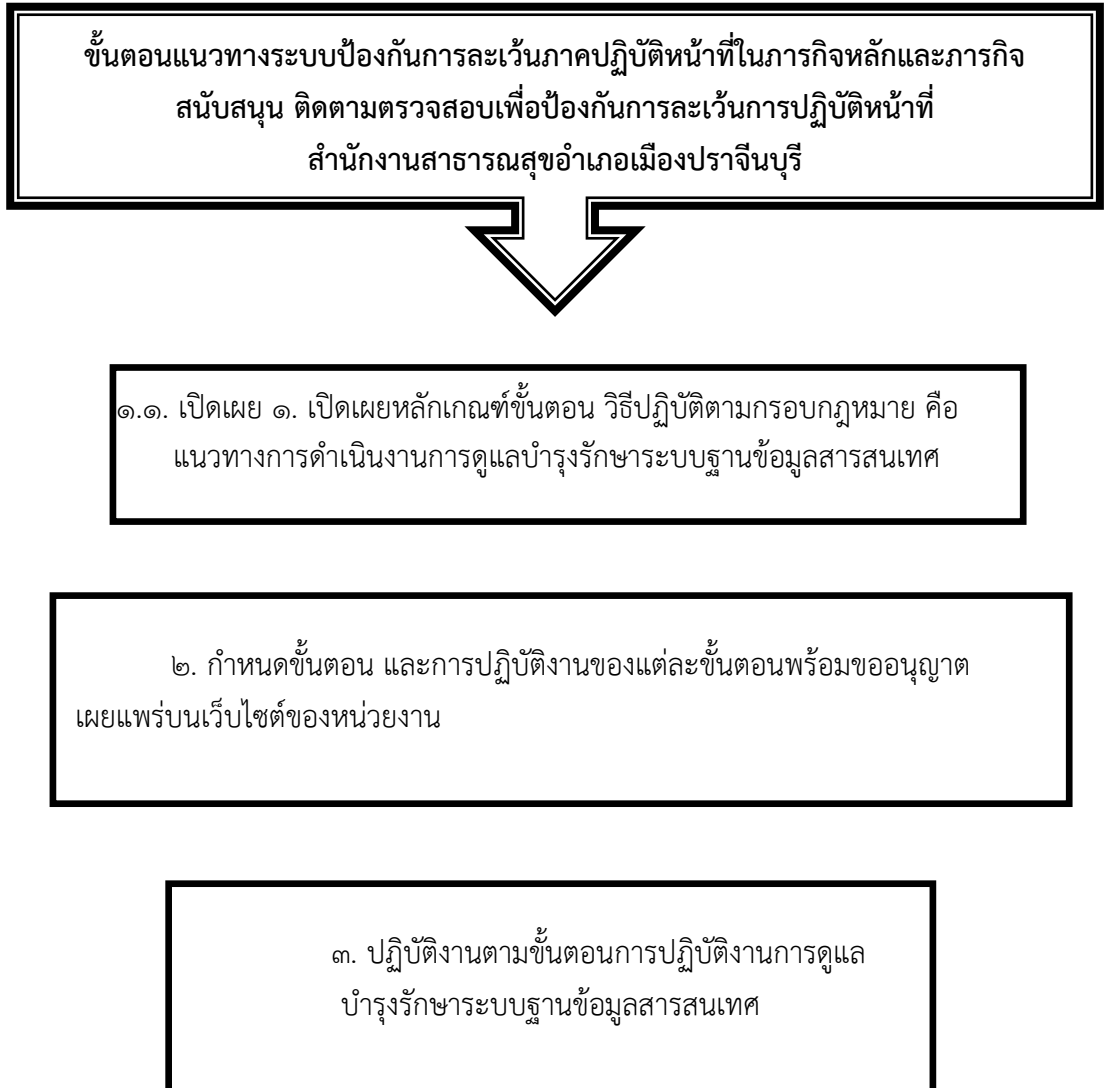 ขั้นตอนแนวทางระบบป้องกันการละเว้นภาคปฏิบัติหน้าที่ในภารกิจหลักและภารกิจ
สนับสนุน ติดตามตรวจสอบเพื่อป้องกันการละเว้นการปฏิบัติหน้าที่
สำนักงานสาธารณสุขอำเภอเมืองปราจีนบุรี
๑.๑. เปิดเผย ๑. เปิดเผยหลักเกณฑ์ขั้นตอน วิธีปฏิบัติตามกรอบกฎหมาย คือ
แนวทางการดำเนินงานการดูแลบำรุงรักษาระบบฐานข้อมูลสารสนเทศ
๒. กำหนดขั้นตอน และการปฏิบัติงานของแต่ละขั้นตอนพร้อมขออนุญาต
เผยแพร่บนเว็บไซต์ของหน่วยงาน
๓. ปฏิบัติงานตามขั้นตอนการปฏิบัติงานการดูแล
บำรุงรักษาระบบฐานข้อมูลสารสนเทศ